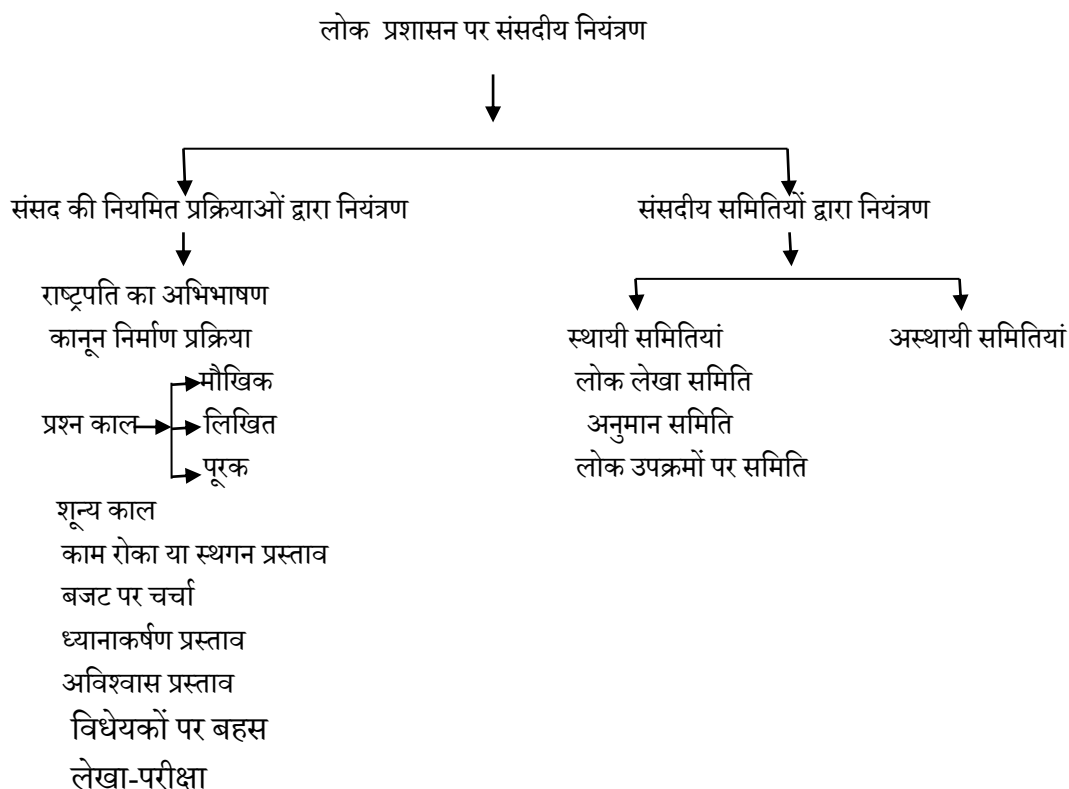 लोक प्रशासन पर संसदीय नियंत्रण
संसद की नियमित प्रक्रियाओं द्वारा नियंत्रण
संसदीय समितियों द्वारा नियंत्रण
राष्ट्रपति का अभिभाषण
कानून निर्माण प्रक्रिया
मौखिक
प्रश्न काल
लिखित
पूरक
शून्य काल
काम रोका या स्थगन प्रस्ताव
बजट पर चर्चा
ध्यानाकर्षण प्रस्ताव
अविश्वास प्रस्ताव
विधेयकों पर बहस
लेखा-परीक्षा
स्थायी समितियां
अस्थायी समितियां
लोक लेखा समिति
अनुमान समिति
लोक उपक्रमों पर समिति